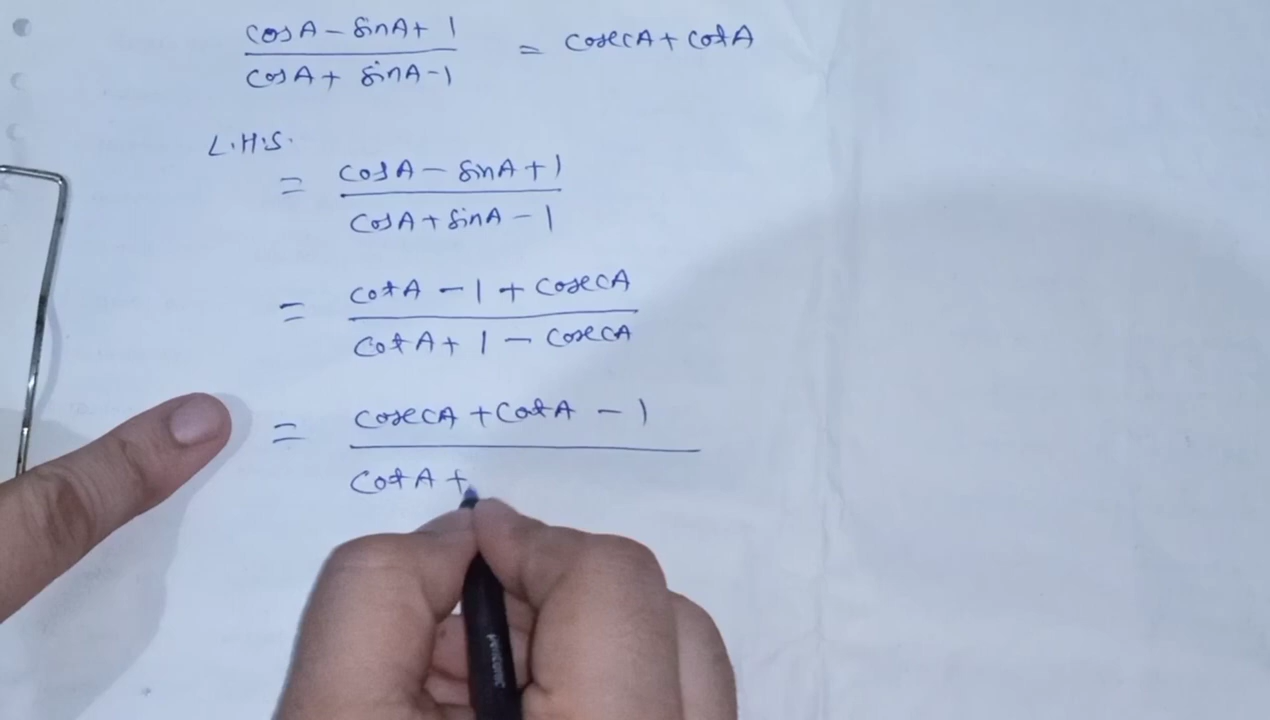 cosA - sinA + 1
= cosecA + cotA
cosA + sinA - 1
L.H.S.
cosA - sinA + 1
=
cosA + sinA - 1
cotA - 1 + cosecA
=
cotA + 1 - cosecA
cosecA + cotA - 1
=
cotA +